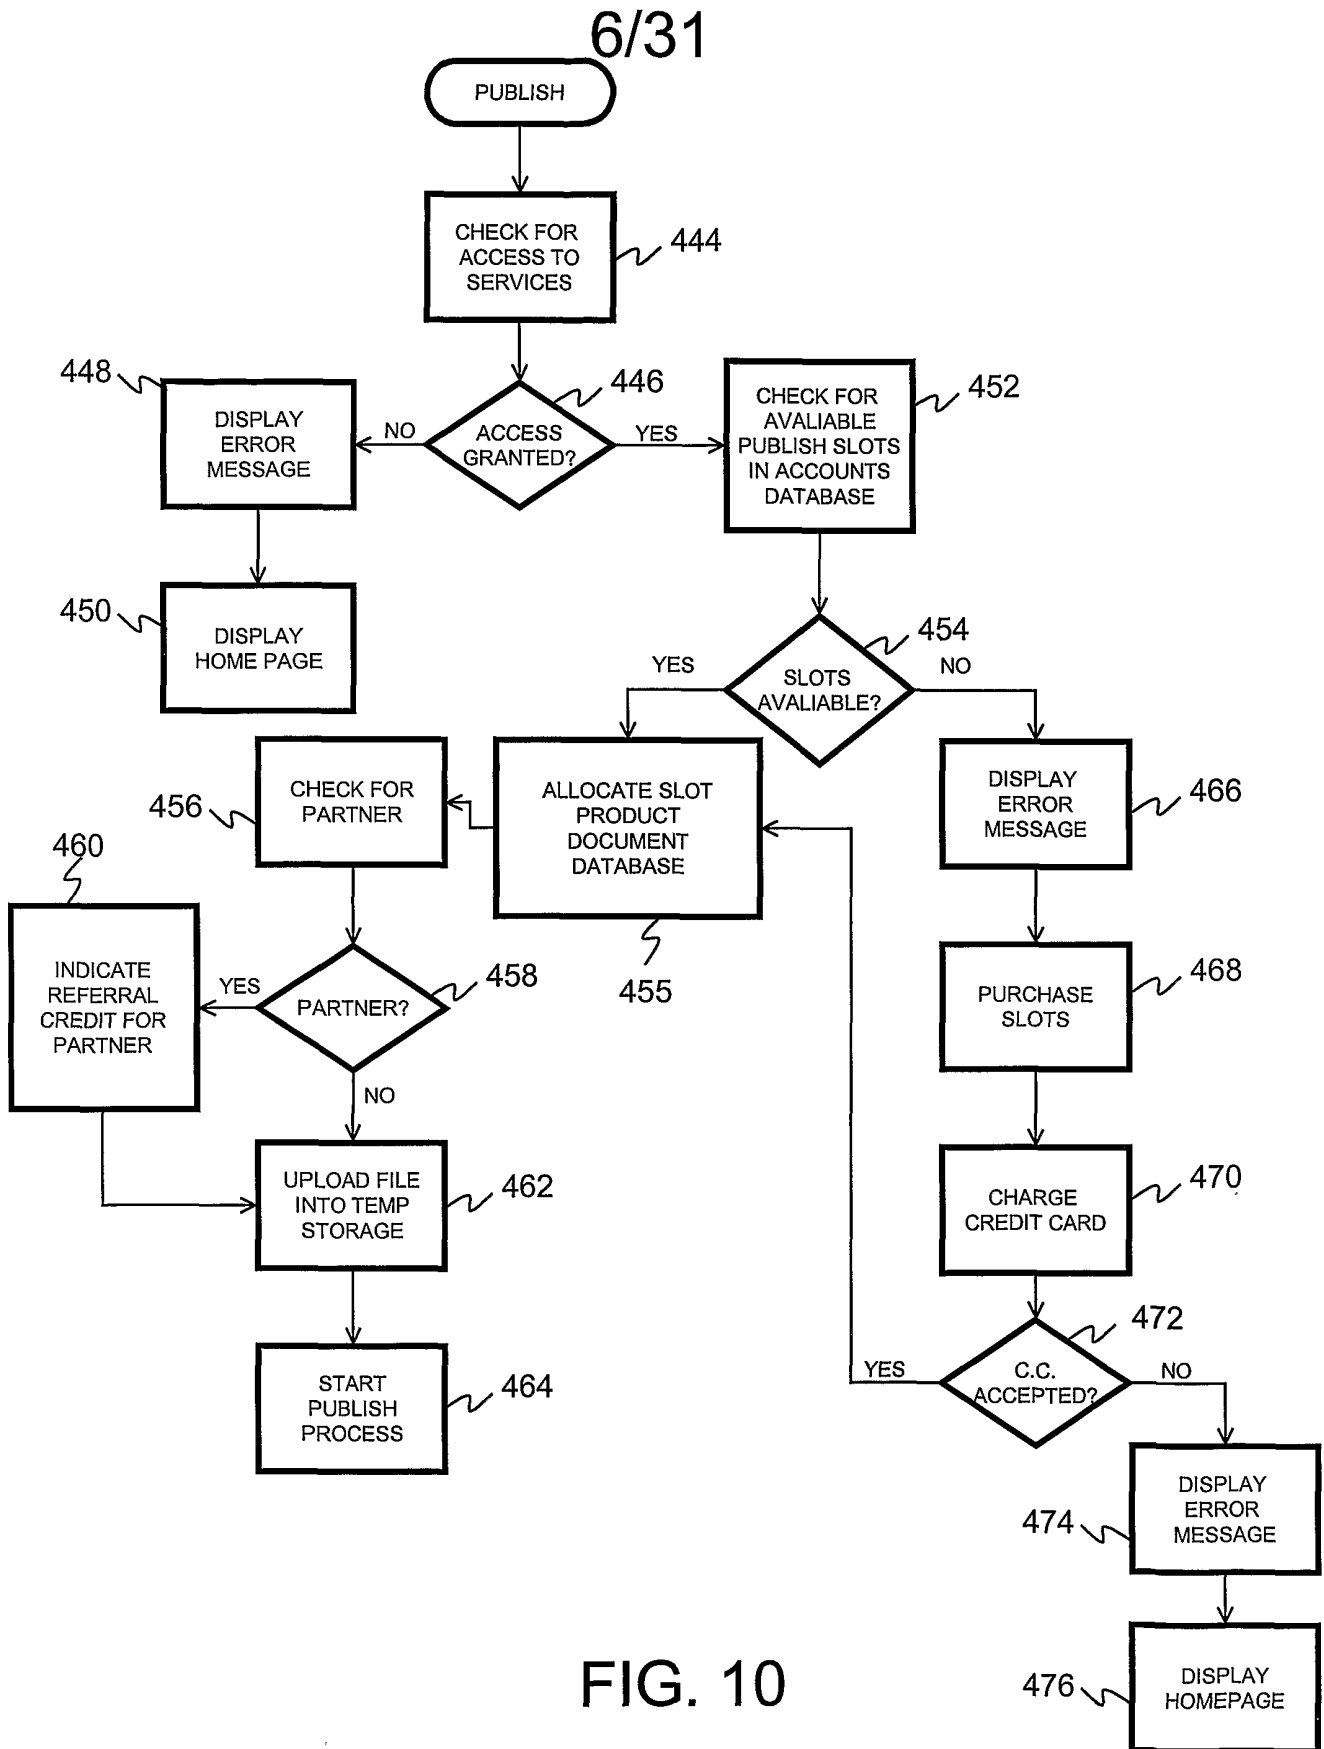 6/31
PUBLISH
CHECK FOR
ACCESS TO
SERVICES
444
448
DISPLAY
ERROR
MESSAGE
NO
446
ACCESS
GRANTED?
YES
CHECK FOR
AVALIABLE
PUBLISH SLOTS
IN ACCOUNTS
DATABASE
452
450
DISPLAY
HOME PAGE
454
YES
SLOTS
AVALIABLE?
NO
CHECK FOR
PARTNER
456
ALLOCATE SLOT
PRODUCT
DOCUMENT
DATABASE
455
DISPLAY
ERROR
MESSAGE
466
460
INDICATE
REFERRAL
CREDIT FOR
PARTNER
YES
PARTNER?
458
NO
PURCHASE
SLOTS
468
UPLOAD FILE
INTO TEMP
STORAGE
462
CHARGE
CREDIT CARD
470
START
PUBLISH
PROCESS
464
472
YES
C.C.
ACCEPTED?
NO
474
DISPLAY
ERROR
MESSAGE
476
DISPLAY
HOMEPAGE
FIG. 10